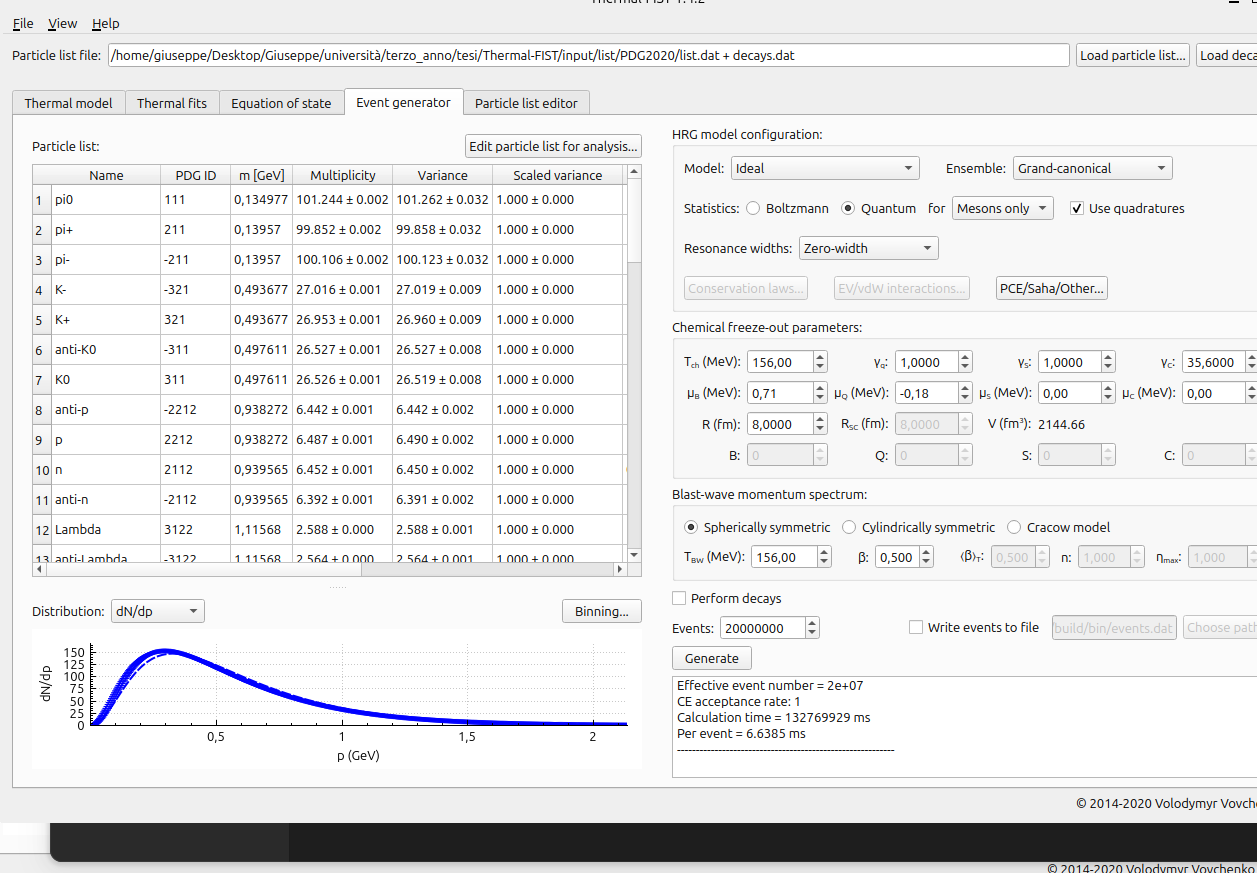 Thermal-FIST 1.4.2
File View Help
Particle list file: /home/giuseppe/Desktop/Giuseppe/università/terzo_anno/tesi/Thermal-FIST/input/list/PDG2020/list.dat + decays.dat Load particle list... Load deca
Thermal model Thermal fits Equation of state Event generator Particle list editor
Particle list: Edit particle list for analysis...
Name PDG ID m [GeV] Multiplicity Variance Scaled variance
1 pi0 111 0,134977 101.244 ± 0.002 101.262 ± 0.032 1.000 ± 0.000
2 pi+ 211 0,13957 99.852 ± 0.002 99.858 ± 0.032 1.000 ± 0.000
3 pi- -211 0,13957 100.106 ± 0.002 100.123 ± 0.032 1.000 ± 0.000
4 K- -321 0,493677 27.016 ± 0.001 27.019 ± 0.009 1.000 ± 0.000
5 K+ 321 0,493677 26.953 ± 0.001 26.960 ± 0.009 1.000 ± 0.000
6 anti-K0 -311 0,497611 26.527 ± 0.001 26.527 ± 0.008 1.000 ± 0.000
7 K0 311 0,497611 26.526 ± 0.001 26.519 ± 0.008 1.000 ± 0.000
8 anti-p -2212 0,938272 6.442 ± 0.001 6.442 ± 0.002 1.000 ± 0.000
9 p 2212 0,938272 6.487 ± 0.001 6.490 ± 0.002 1.000 ± 0.000
10 n 2112 0,939565 6.452 ± 0.001 6.450 ± 0.002 1.000 ± 0.000
11 anti-n -2112 0,939565 6.392 ± 0.001 6.391 ± 0.002 1.000 ± 0.000
12 Lambda 3122 1,11568 2.588 ± 0.000 2.588 ± 0.001 1.000 ± 0.000
13 anti-Lambda -3122 1,11568 2.564 ± 0.000 2.564 ± 0.001 1.000 ± 0.000
Distribution: dN/dp Binning...
dN/dp
150
125
100
75
50
25
0
0,5 1 1,5 2
p (GeV)
HRG model configuration:
Model: Ideal Ensemble: Grand-canonical
Statistics: Boltzmann Quantum for Mesons only Use quadratures
Resonance widths: Zero-width
Conservation laws... EV/vdW interactions... PCE/Saha/Other...
Chemical freeze-out parameters:
Tch (MeV): 156,00 γq: 1,0000 γS: 1,0000 γC: 35,6000
μB (MeV): 0,71 μQ (MeV): -0,18 μS (MeV): 0,00 μC (MeV): 0,00
R (fm): 8,0000 RSC (fm): 8,0000 V (fm³): 2144.66
B: 0 Q: 0 S: 0 C: 0
Blast-wave momentum spectrum:
Spherically symmetric Cylindrically symmetric Cracow model
TBW (MeV): 156,00 β: 0,500 ⟨β⟩T: 0,500 n: 1,000 ηmax: 1,000
Perform decays
Events: 20000000 Write events to file build/bin/events.dat Choose path
Generate
Effective event number = 2e+07
CE acceptance rate: 1
Calculation time = 132769929 ms
Per event = 6.6385 ms
----------------------------------------------------------
© 2014-2020 Volodymyr Vovche
© 2014-2020 Volodymyr Vovchenko